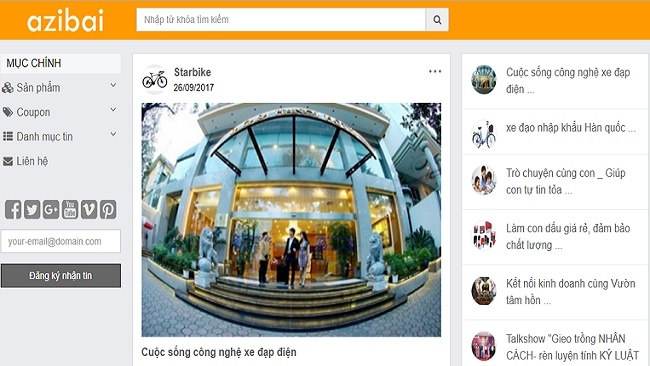 azibai
Nhập từ khóa tìm kiếm
MỤC CHÍNH
Sản phẩm
Coupon
Danh mục tin
Liên hệ
your-email@domain.com
Đăng ký nhận tin
Starbike
26/09/2017
Cuộc sống công nghệ xe đạp điện
Cuộc sống công nghệ xe đạp
điện ...
xe đạo nhập khẩu Hàn quốc ...
Trò chuyện cùng con _ Giúp
con tự tin tỏa ...
Làm con dấu giá rẻ, đảm bảo
chất lượng ...
Kết nối kinh doanh cùng Vườn
tâm hồn ...
Talkshow "Gieo trồng NHÂN
CÁCH- rèn luyện tính KỶ LUẬT